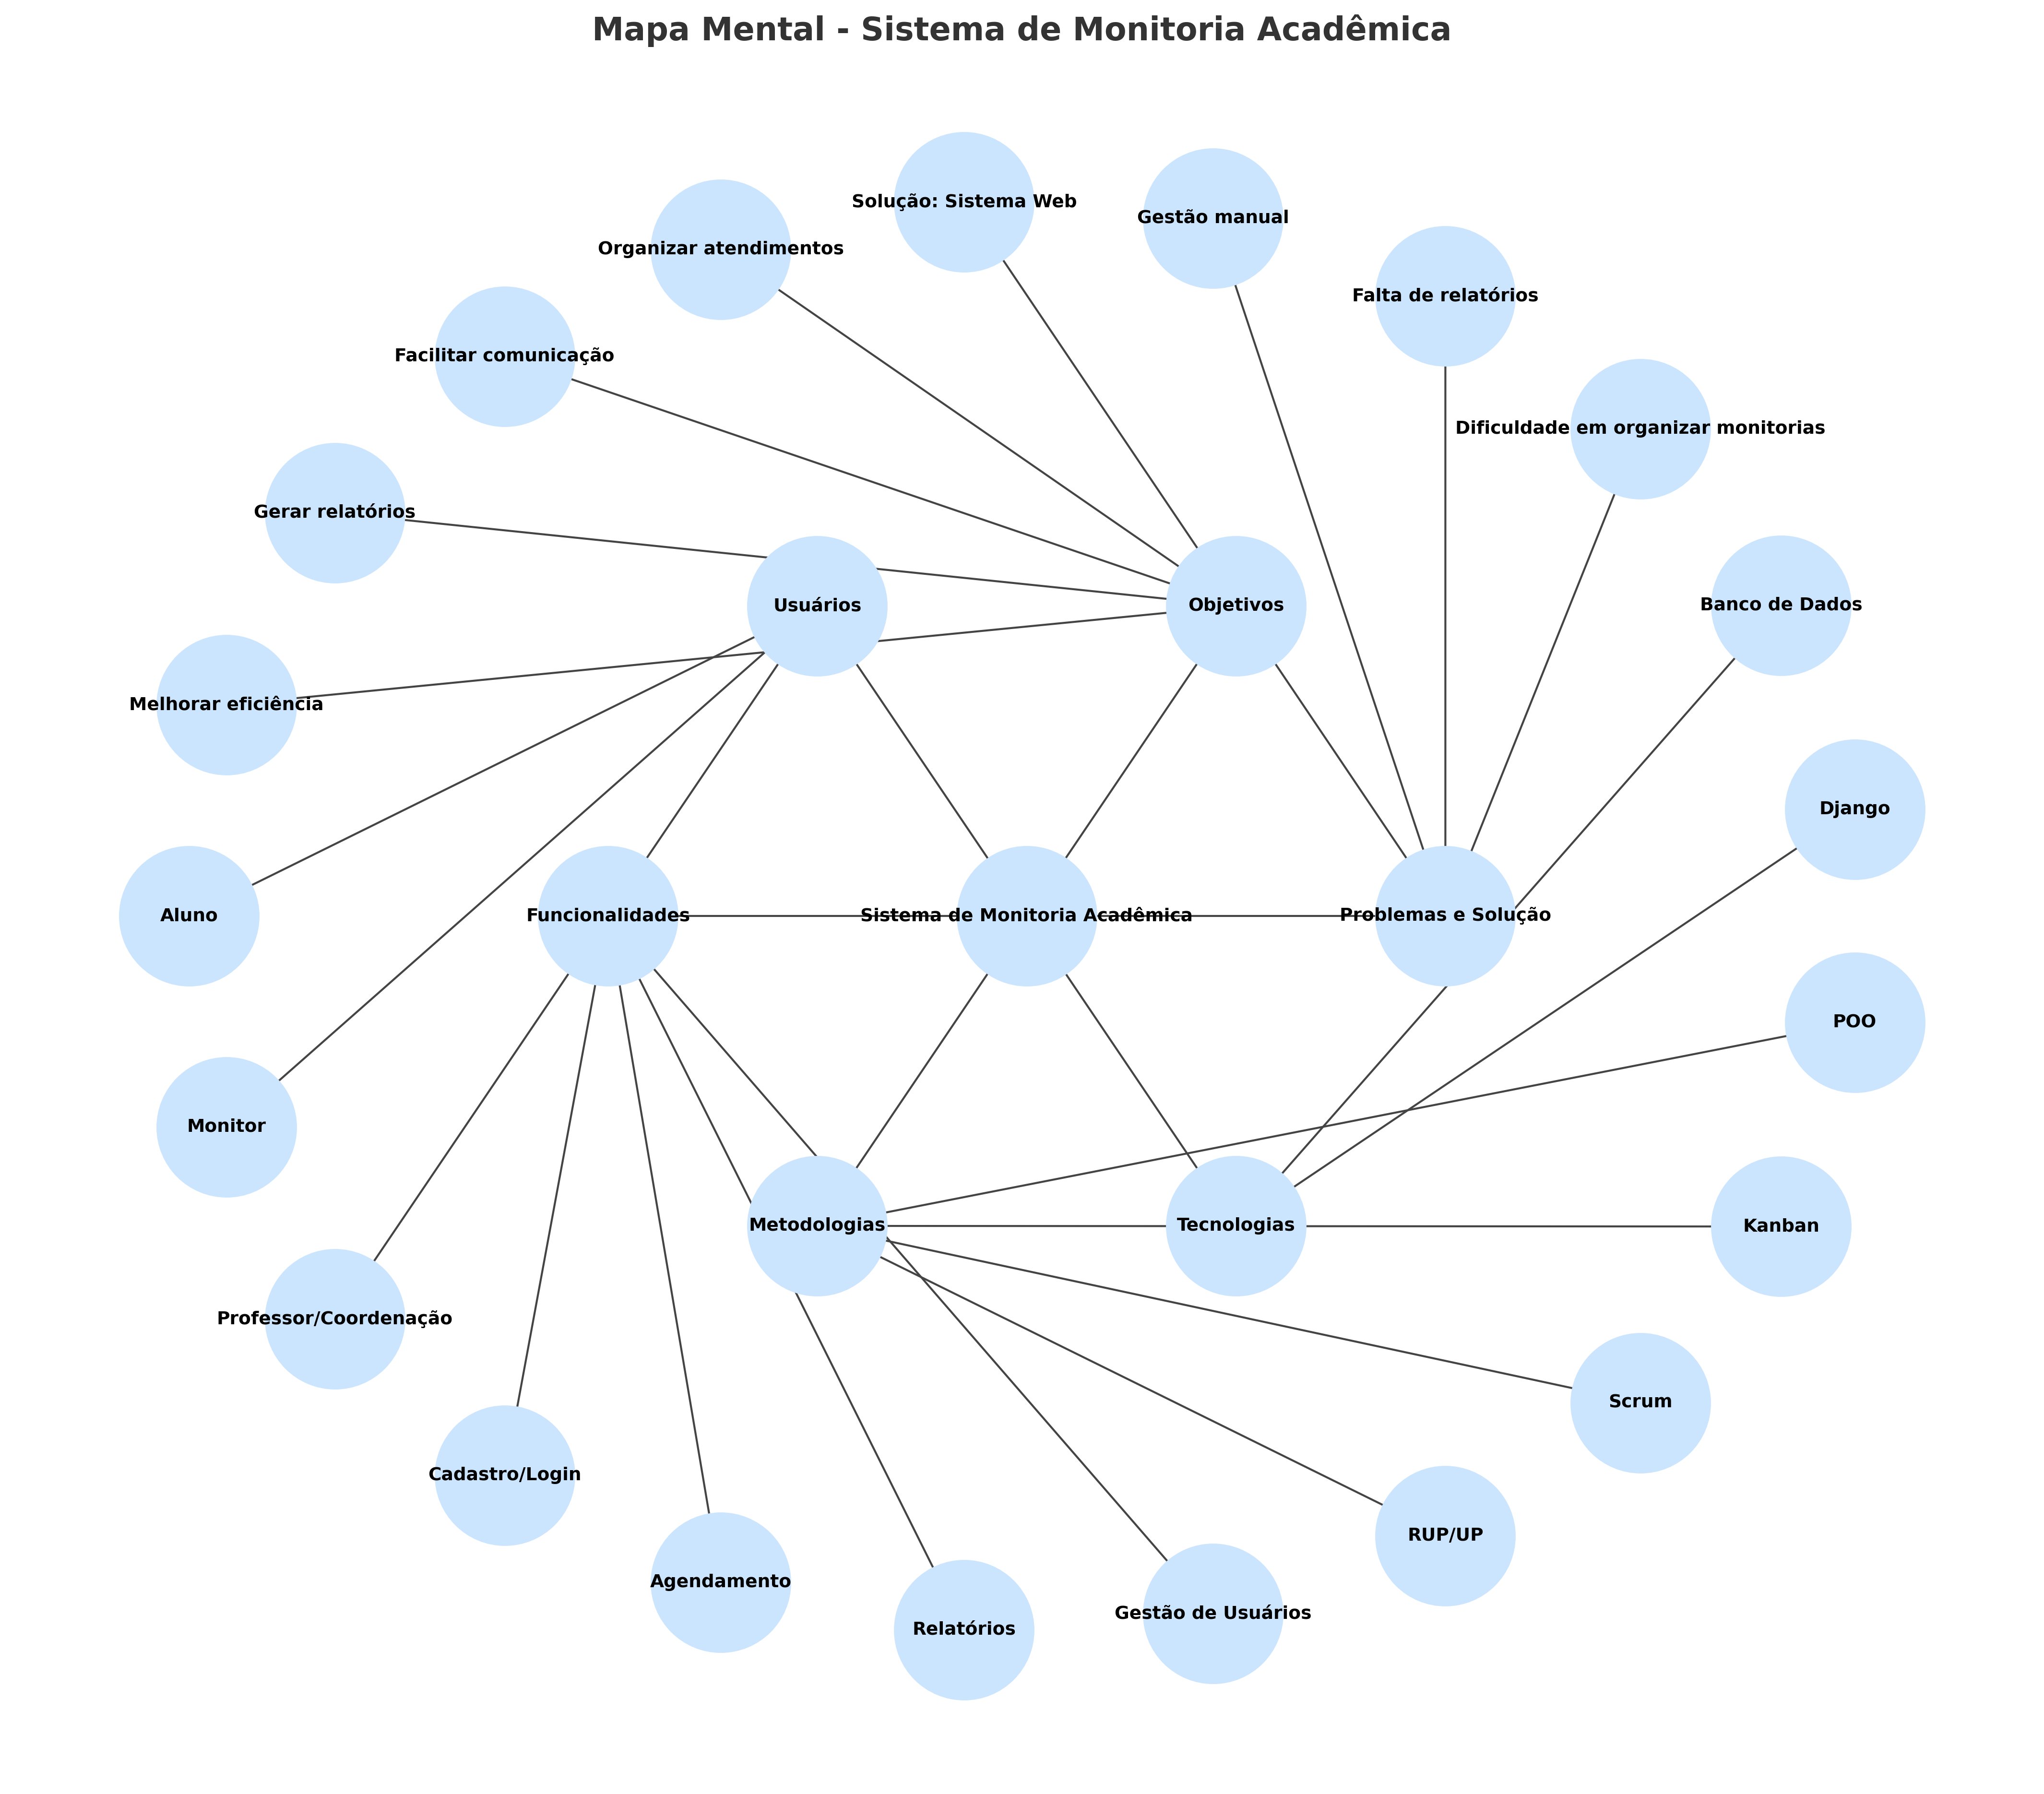 Mapa Mental - Sistema de Monitoria Acadêmica
Solução: Sistema Web
Gestão manual
Organizar atendimentos
Falta de relatórios
Facilitar comunicação
Dificuldade em organizar monitorias
Gerar relatórios
Usuários
Objetivos
Banco de Dados
Melhorar eficiência
Django
Aluno
Funcionalidades
Sistema de Monitoria Acadêmica
Problemas e Solução
POO
Monitor
Metodologias
Tecnologias
Kanban
Professor/Coordenação
Scrum
Cadastro/Login
RUP/UP
Agendamento
Gestão de Usuários
Relatórios